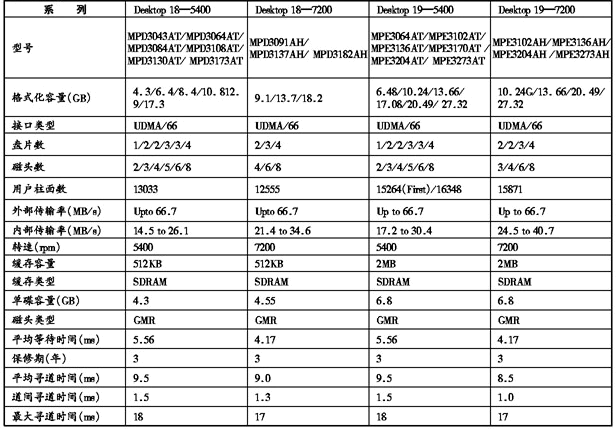 系 列 Desktop 18—5400 Desktop 18—7200 Desktop 19—5400 Desktop 19—7200
型号 MPD3043AT/MPD3064AT/ MPD3084AT/MPD3108AT/ MPD3130AT/ MPD3173AT MPD3091AH/ MPD3137AH/ MPD3182AH MPE3064AT/MPE3102AT/ MPE3136AT/MPE3170AT / MPE3204AT/ MPE3273AT MPE3102AH/MPE3136AH/ MPE3204AH /MPE3273AH
格式化容量(GB) 4.3/6.4/8.4/10.812. 9/17.3 9.1/13.7/18.2 6.48/10.24/13.66/ 17.08/20.49/ 27.32 10.24G/13.66/20.49/ 27.32
接口类型 UDMA/66 UDMA/66 UDMA/66 UDMA/66
盘片数 1/2/2/3/3/4 2/3/4 1/2/2/3/3/4 2/2/3/4
磁头数 2/3/4/5/6/8 4/6/8 2/3/4/5/6/8 3/4/6/8
用户柱面数 13033 12555 15264(First)/16348 15871
外部传输率(MB/s) Upto 66.7 Upto 66.7 Up to 66.7 Up to 66.7
内部传输率(MB/s) 14.5 to 26.1 21.4 to 34.6 17.2 to 30.4 24.5 to 40.7
转速(rpm) 5400 7200 5400 7200
缓存容量 512KB 512KB 2MB 2MB
缓存类型 SDRAM SDRAM SDRAM SDRAM
单碟容量(GB) 4.3 4.55 6.8 6.8
磁头类型 GMR GMR GMR GMR
平均等待时间(ms) 5.56 4.17 5.56 4.17
保修期(年) 3 3 3 3
平均寻道时间(ms) 9.5 9.0 9.5 8.5
道间寻道时间(ms) 1.5 1.3 1.5 1.0
最大寻道时间(ms) 18 17 18 17